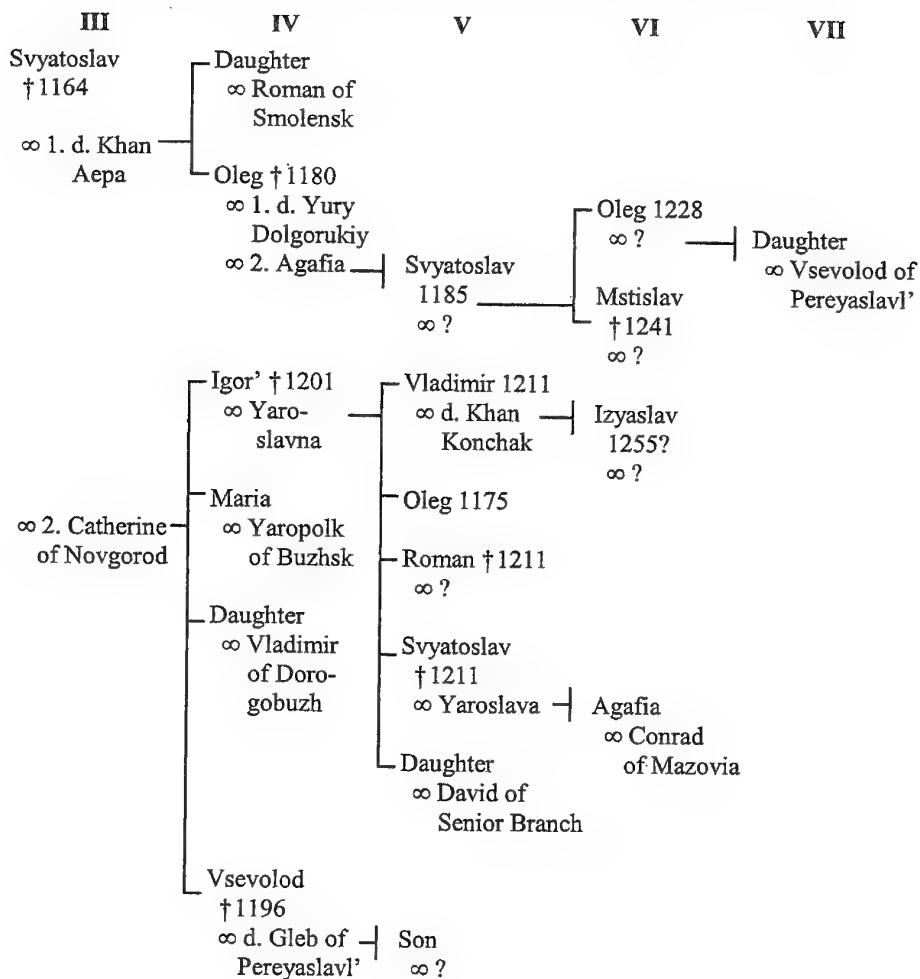 III IV V VI VII
Svyatoslav
†1164
∞ 1. d. Khan
Aepa
Daughter
∞ Roman of
Smolensk
Oleg †1180
∞ 1. d. Yury
Dolgorukiy
∞ 2. Agafia
Svyatoslav
1185
∞ ?
Oleg 1228
∞ ?
Daughter
∞ Vsevolod of
Pereyaslavl'
Mstislav
†1241
∞ ?
∞ 2. Catherine
of Novgorod
Igor' †1201
∞ Yaro-
slavna
Vladimir 1211
∞ d. Khan
Konchak
Izyaslav
1255?
∞ ?
Oleg 1175
Roman †1211
∞ ?
Svyatoslav
†1211
∞ Yaroslava
Agafia
∞ Conrad
of Mazovia
Daughter
∞ David of
Senior Branch
Maria
∞ Yaropolk
of Buzhsk
Daughter
∞ Vladimir
of Doro-
gobuzh
Vsevolod
†1196
∞ d. Gleb of
Pereyaslavl'
Son
∞ ?